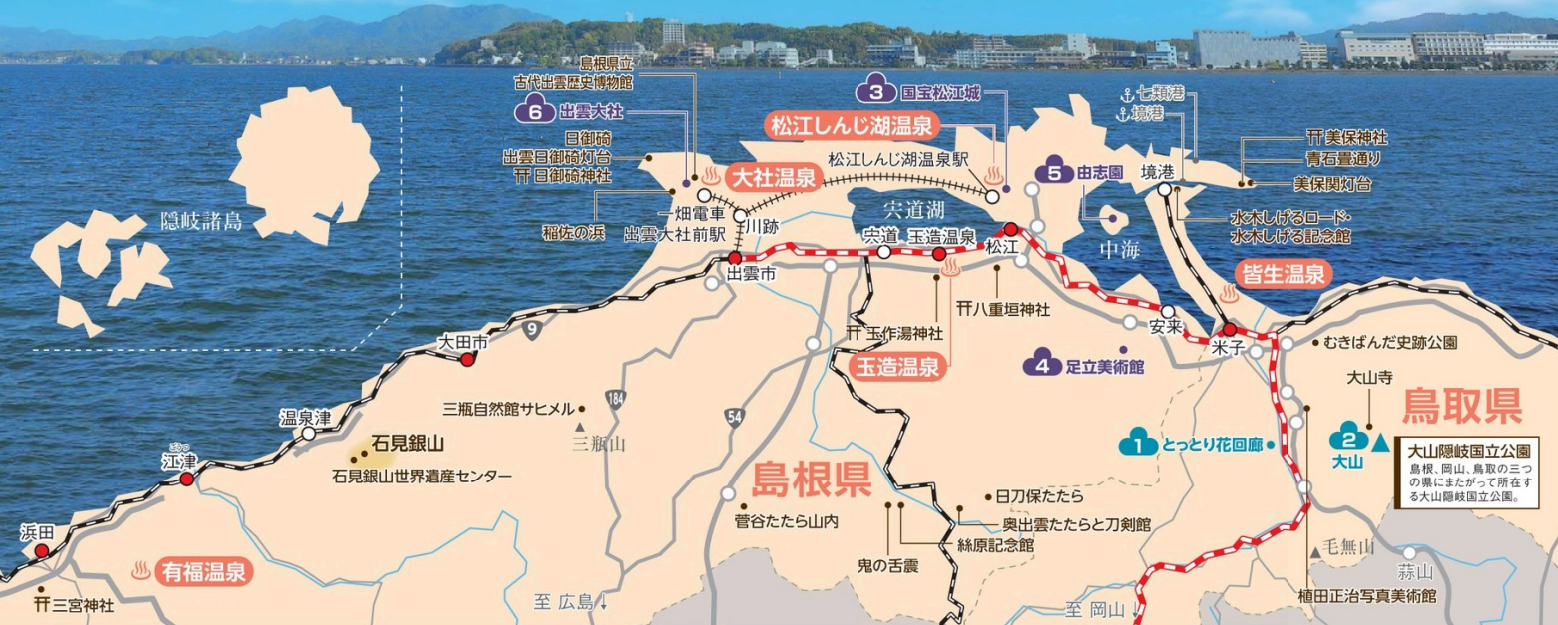 島根県立
古代出雲歴史博物館
6 出雲大社
日御碕
出雲日御碕灯台
日御碕神社
稲佐の浜
大社温泉
一畑電車
出雲大社前駅
川跡
出雲市
3 国宝松江城
松江しんじ湖温泉
松江しんじ湖温泉駅
宍道湖
宍道
玉造温泉
松江
七類港
境港
5 由志園
境港
中海
美保神社
青石畳通り
美保関灯台
水木しげるロード・
水木しげる記念館
皆生温泉
隠岐諸島
八重垣神社
玉作湯神社
玉造温泉
安来
米子
4 足立美術館
むきばんだ史跡公園
大山寺
鳥取県
2
大山
大山隠岐国立公園
島根、岡山、鳥取の三つ
の県にまたがって所在す
る大山隠岐国立公園。
1 とっとり花回廊
9
大田市
184
54
温泉津
三瓶自然館サヒメル
三瓶山
石見銀山
石見銀山世界遺産センター
ごうつ
江津
島根県
日刀保たたら
奥出雲たたらと刀剣館
絲原記念館
菅谷たたら山内
鬼の舌震
浜田
有福温泉
三宮神社
至 広島↓
至 岡山↓
毛無山
蒜山
植田正治写真美術館